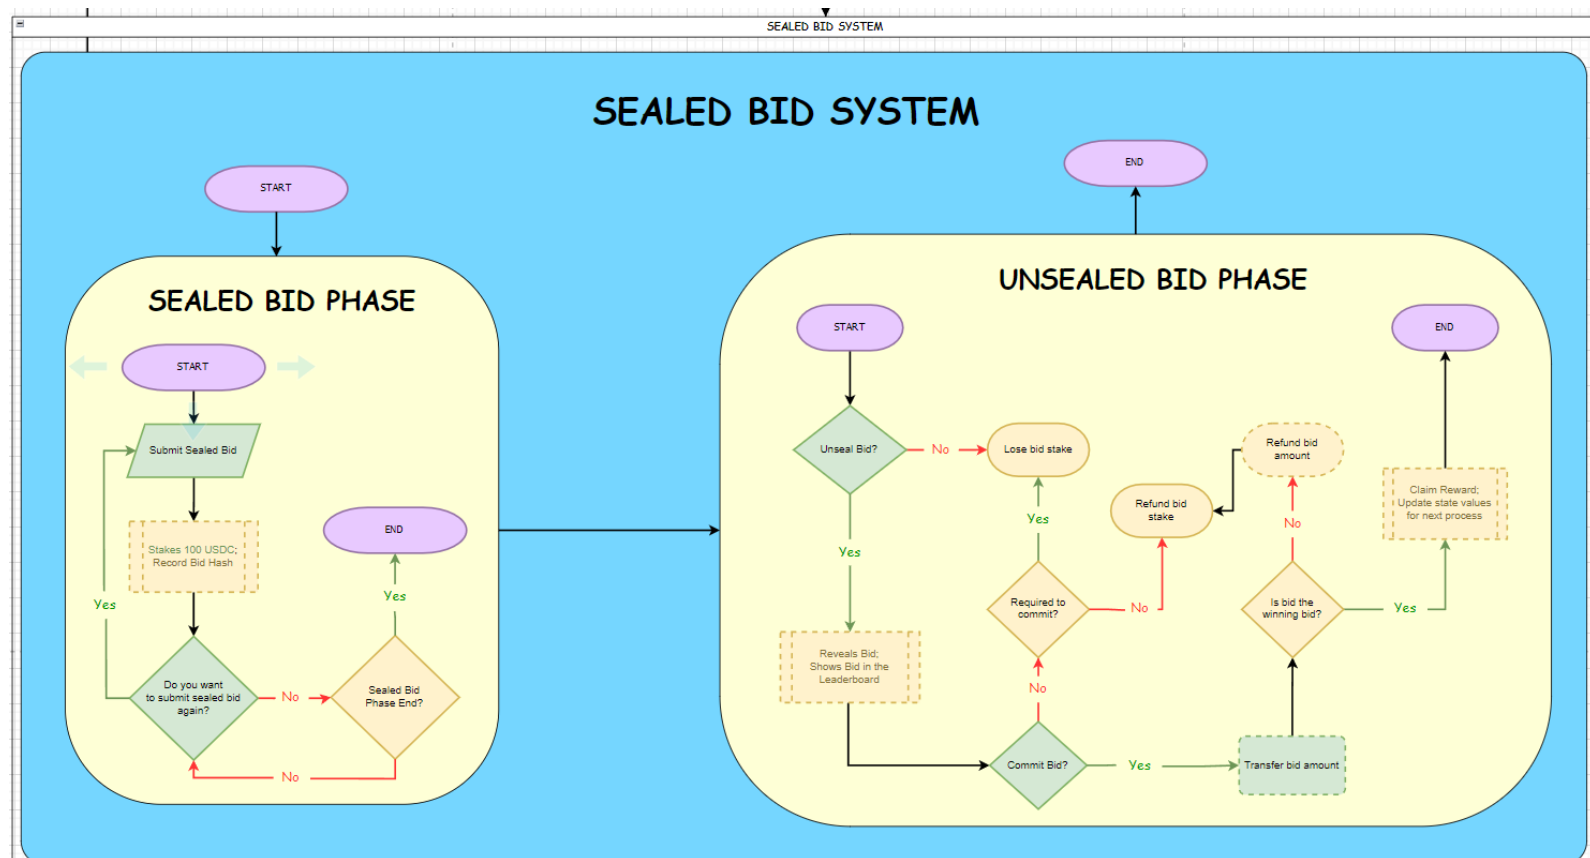 SEALED BID SYSTEM
SEALED BID SYSTEM
START
SEALED BID PHASE
START
Submit Sealed Bid
Stakes 100 USDC;
Record Bid Hash
Yes
Do you want
to submit sealed bid
again?
No
Sealed Bid
Phase End?
Yes
END
No
END
UNSEALED BID PHASE
START
Unseal Bid?
No
Lose bid stake
Yes
Reveals Bid;
Shows Bid in the
Leaderboard
Commit Bid?
No
Required to
commit?
Yes
No
Refund bid
stake
Yes
Transfer bid amount
Is bid the
winning bid?
No
Refund bid
amount
Yes
Claim Reward;
Update state values
for next process
END